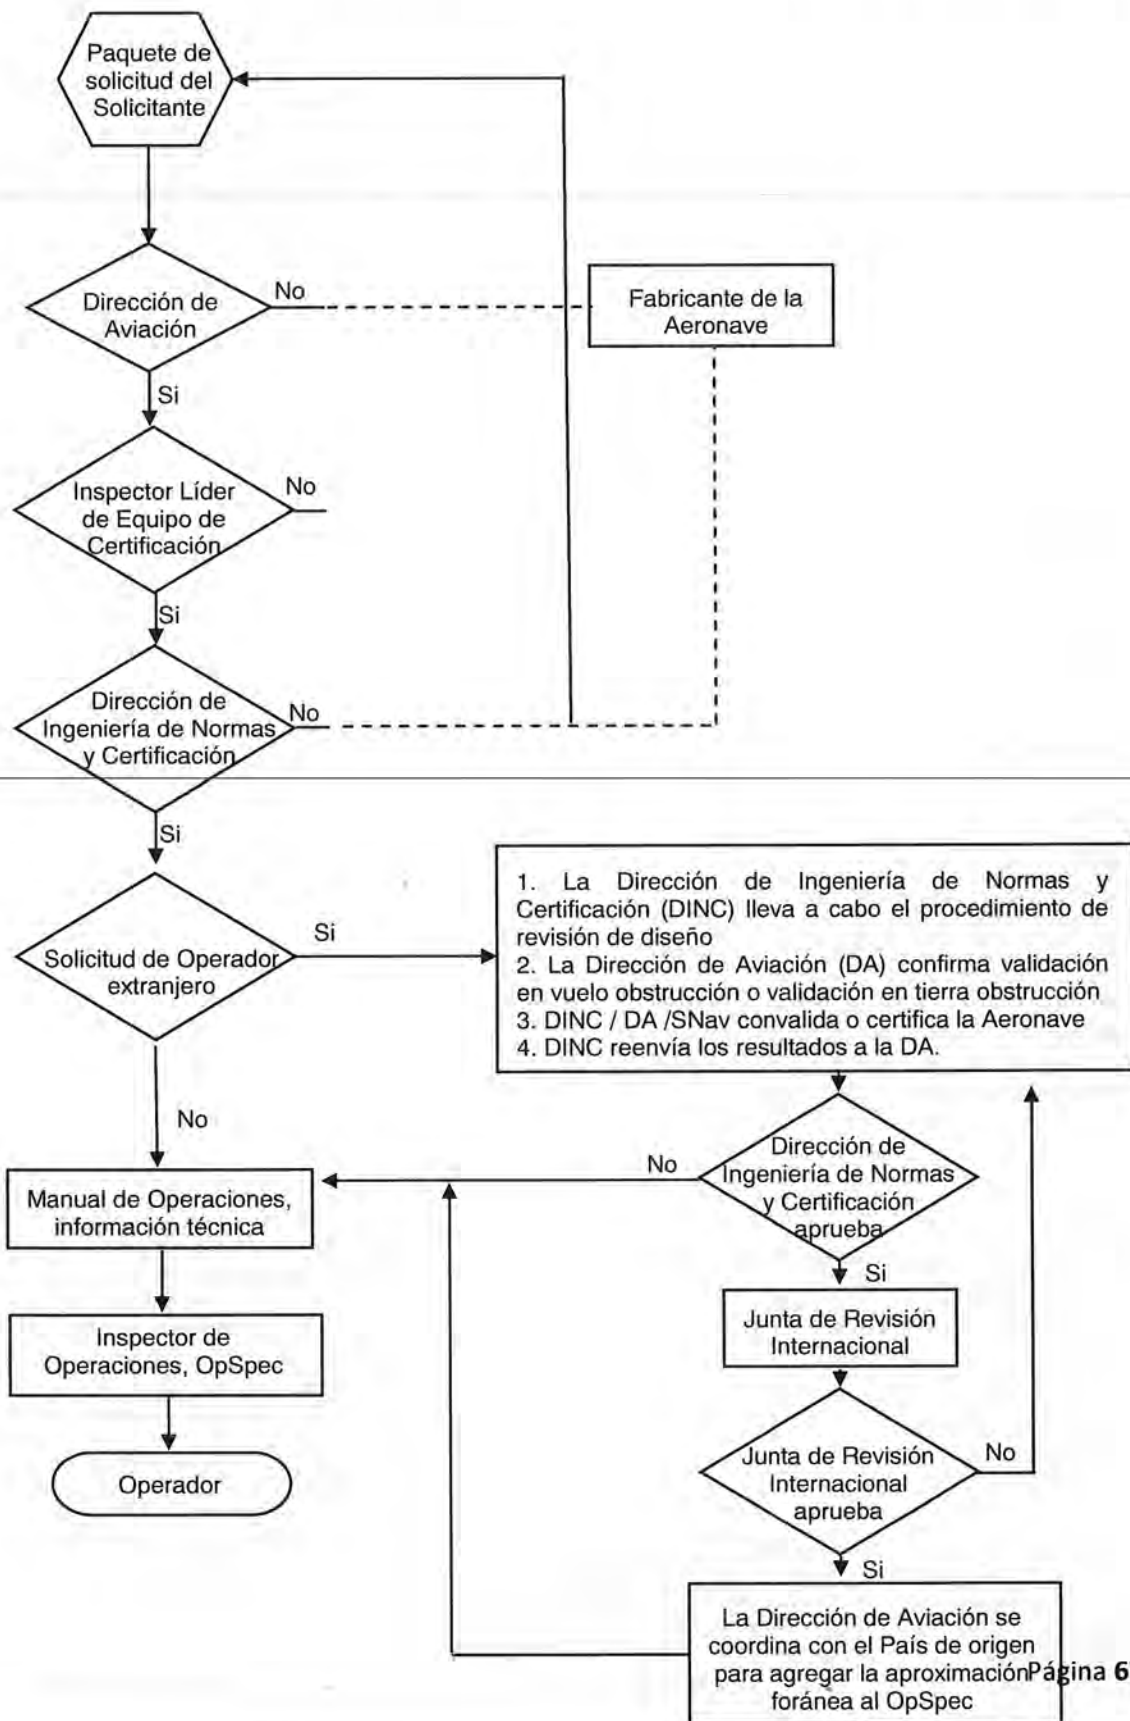 Paquete de
solicitud del
Solicitante
Dirección de
Aviación
No
Fabricante de la
Aeronave
Si
Inspector Líder
de Equipo de
Certificación
No
Si
Dirección de
Ingeniería de Normas
y Certificación
No
Si
Solicitud de Operador
extranjero
Si
1. La Dirección de Ingeniería de Normas y
Certificación (DINC) lleva a cabo el procedimiento de
revisión de diseño
2. La Dirección de Aviación (DA) confirma validación
en vuelo obstrucción o validación en tierra obstrucción
3. DINC / DA /SNav convalida o certifica la Aeronave
4. DINC reenvía los resultados a la DA.
No
Dirección de
Ingeniería de Normas
y Certificación
aprueba
No
Manual de Operaciones,
información técnica
Si
Junta de Revisión
Internacional
Inspector de
Operaciones, OpSpec
Junta de Revisión
Internacional
aprueba
No
Operador
Si
La Dirección de Aviación se
coordina con el País de origen
para agregar la aproximación
foránea al OpSpec
Página 6